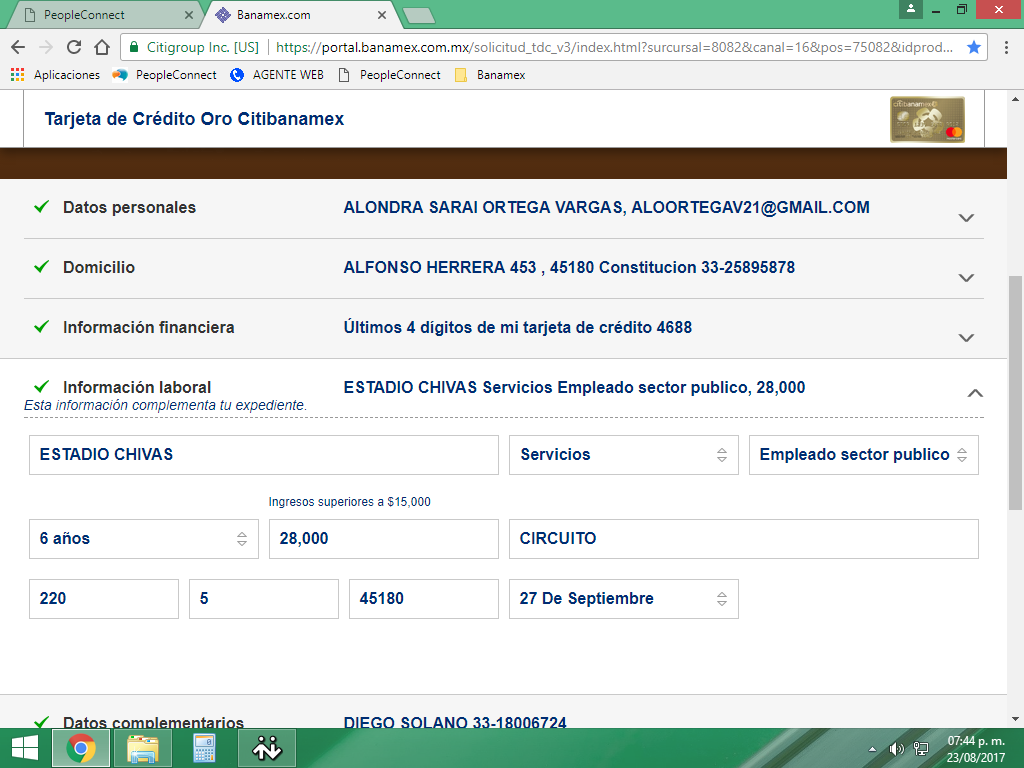 PeopleConnect
Banamex.com
Citigroup Inc. [US]
https://portal.banamex.com.mx/solicitud_tdc_v3/index.html?surcursal=8082&canal=16&pos=75082&idprod...
Aplicaciones
PeopleConnect
AGENTE WEB
PeopleConnect
Banamex
Tarjeta de Crédito Oro Citibanamex
citibanamex
Datos personales
ALONDRA SARAI ORTEGA VARGAS, ALOORTEGAV21@GMAIL.COM
Domicilio
ALFONSO HERRERA 453 , 45180 Constitucion 33-25895878
Información financiera
Últimos 4 dígitos de mi tarjeta de crédito 4688
Información laboral
ESTADIO CHIVAS Servicios Empleado sector publico, 28,000
Esta información complementa tu expediente.
ESTADIO CHIVAS
Servicios
Empleado sector publico
Ingresos superiores a $15,000
6 años
28,000
CIRCUITO
220
5
45180
27 De Septiembre
Datos complementarios
DIEGO SOLANO 33-18006724
07:44 p. m.
23/08/2017